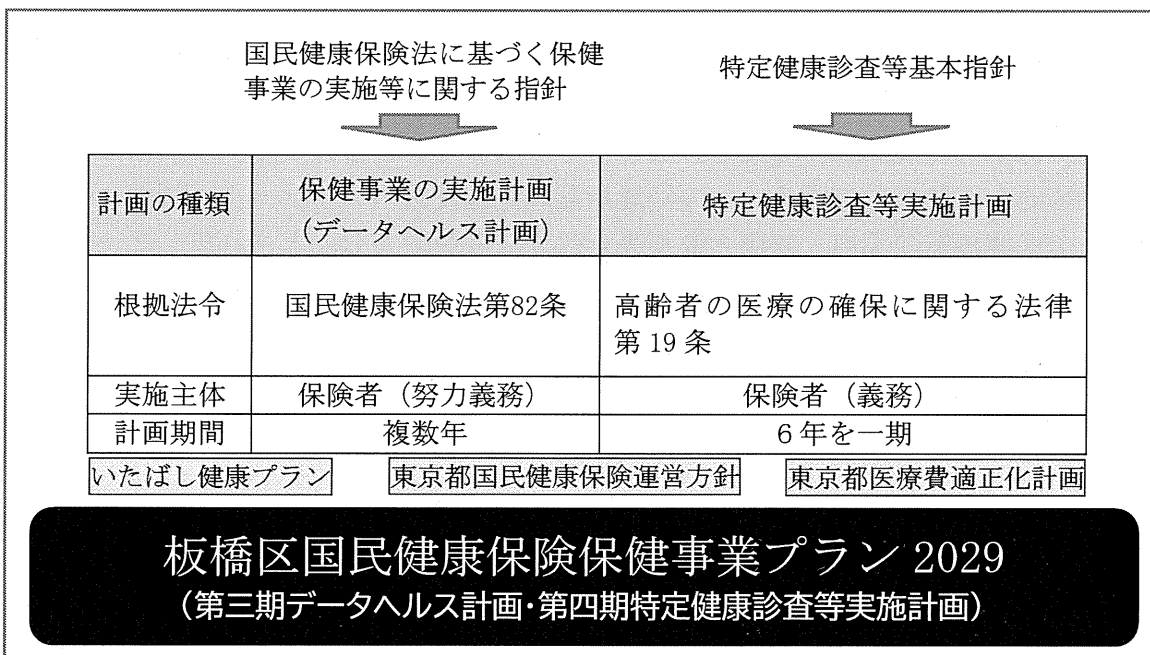 国民健康保険法に基づく保健
事業の実施等に関する指針
特定健康診査等基本指針
計画の種類
保健事業の実施計画
(データヘルス計画)
特定健康診査等実施計画
根拠法令
国民健康保険法第82条
高齢者の医療の確保に関する法律
第 19 条
実施主体
保険者(努力義務)
保険者(義務)
計画期間
複数年
6年を一期
いたばし健康プラン
東京都国民健康保険運営方針
東京都医療費適正化計画
板橋区国民健康保険保健事業プラン 2029
(第三期データヘルス計画・第四期特定健康診査等実施計画)